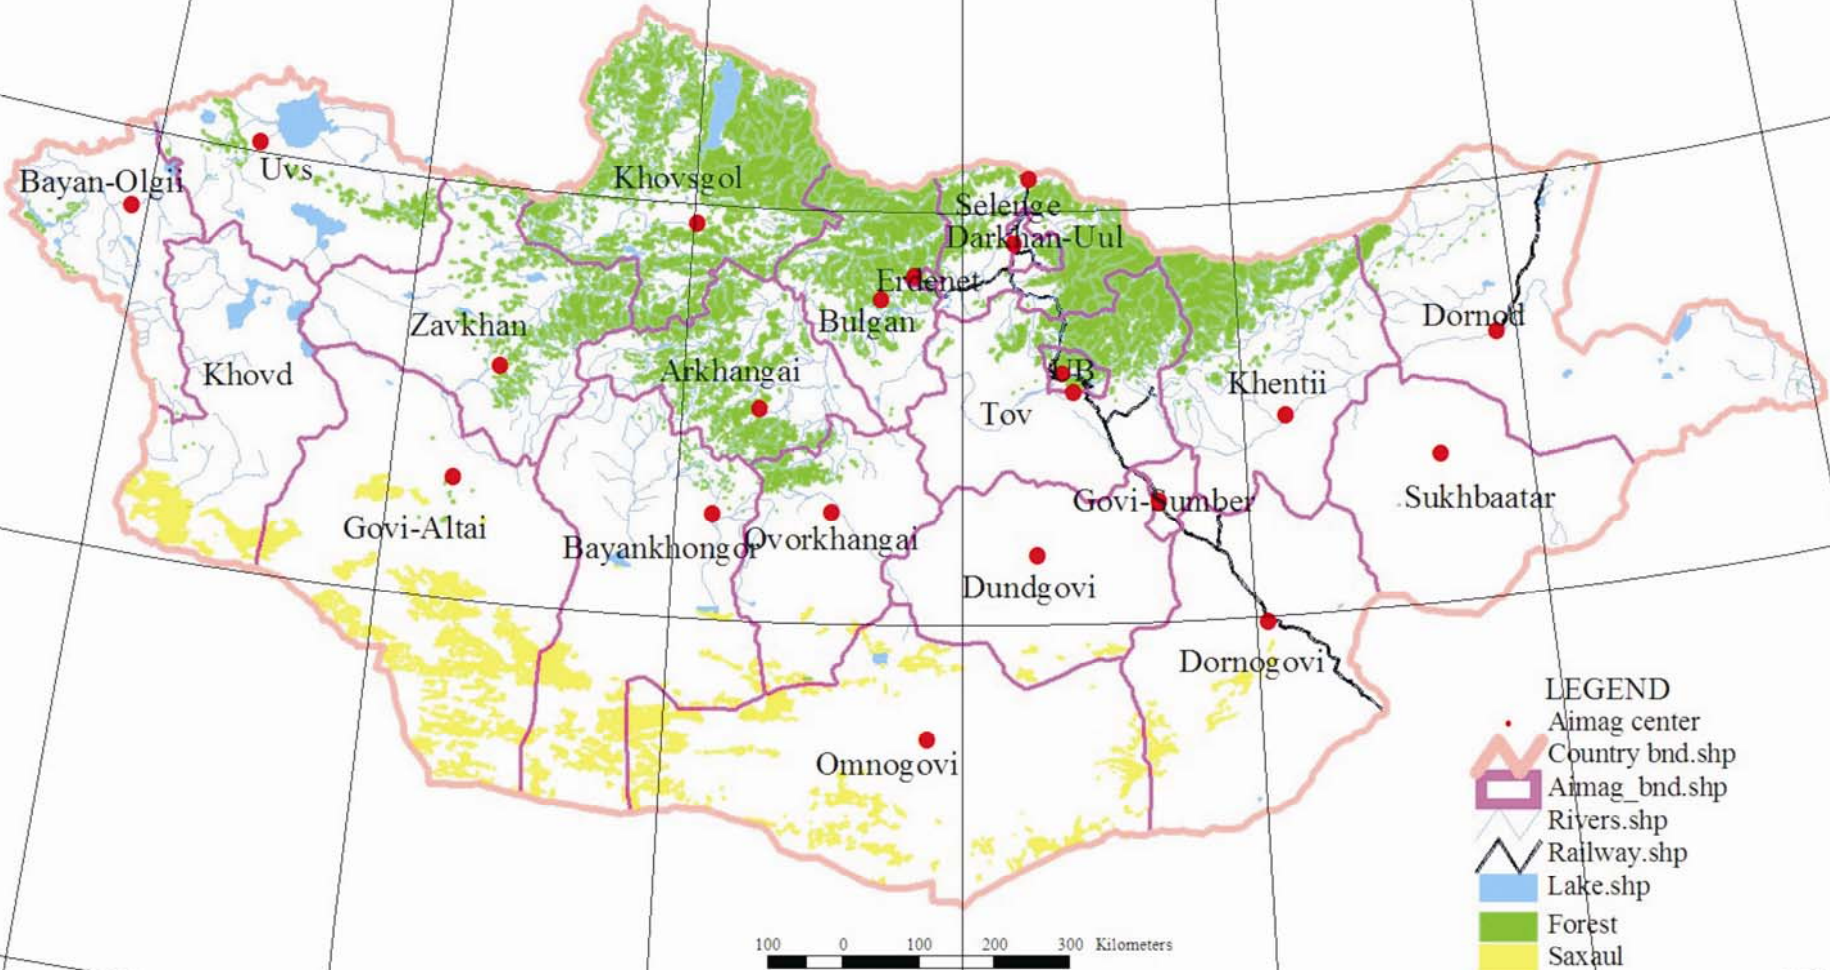 Khovsgol
Uvs
Bayan-Olgii
Selenge
Darkhan-Uul
Erdenet
Zavkhan
Bulgan
Dornod
Khovd
Arkhangai
UB
Khentii
Tov
Govi-Sumber
Sukhbaatar
Govi-Altai
Bayankhongor
Ovorkhangai
Dundgovi
Dornogovi
Omnogovi
LEGEND
Aimag center
Country bnd.shp
Aimag_bnd.shp
Rivers.shp
Railway.shp
Lake.shp
Forest
Saxaul
100 0 100 200 300 Kilometers